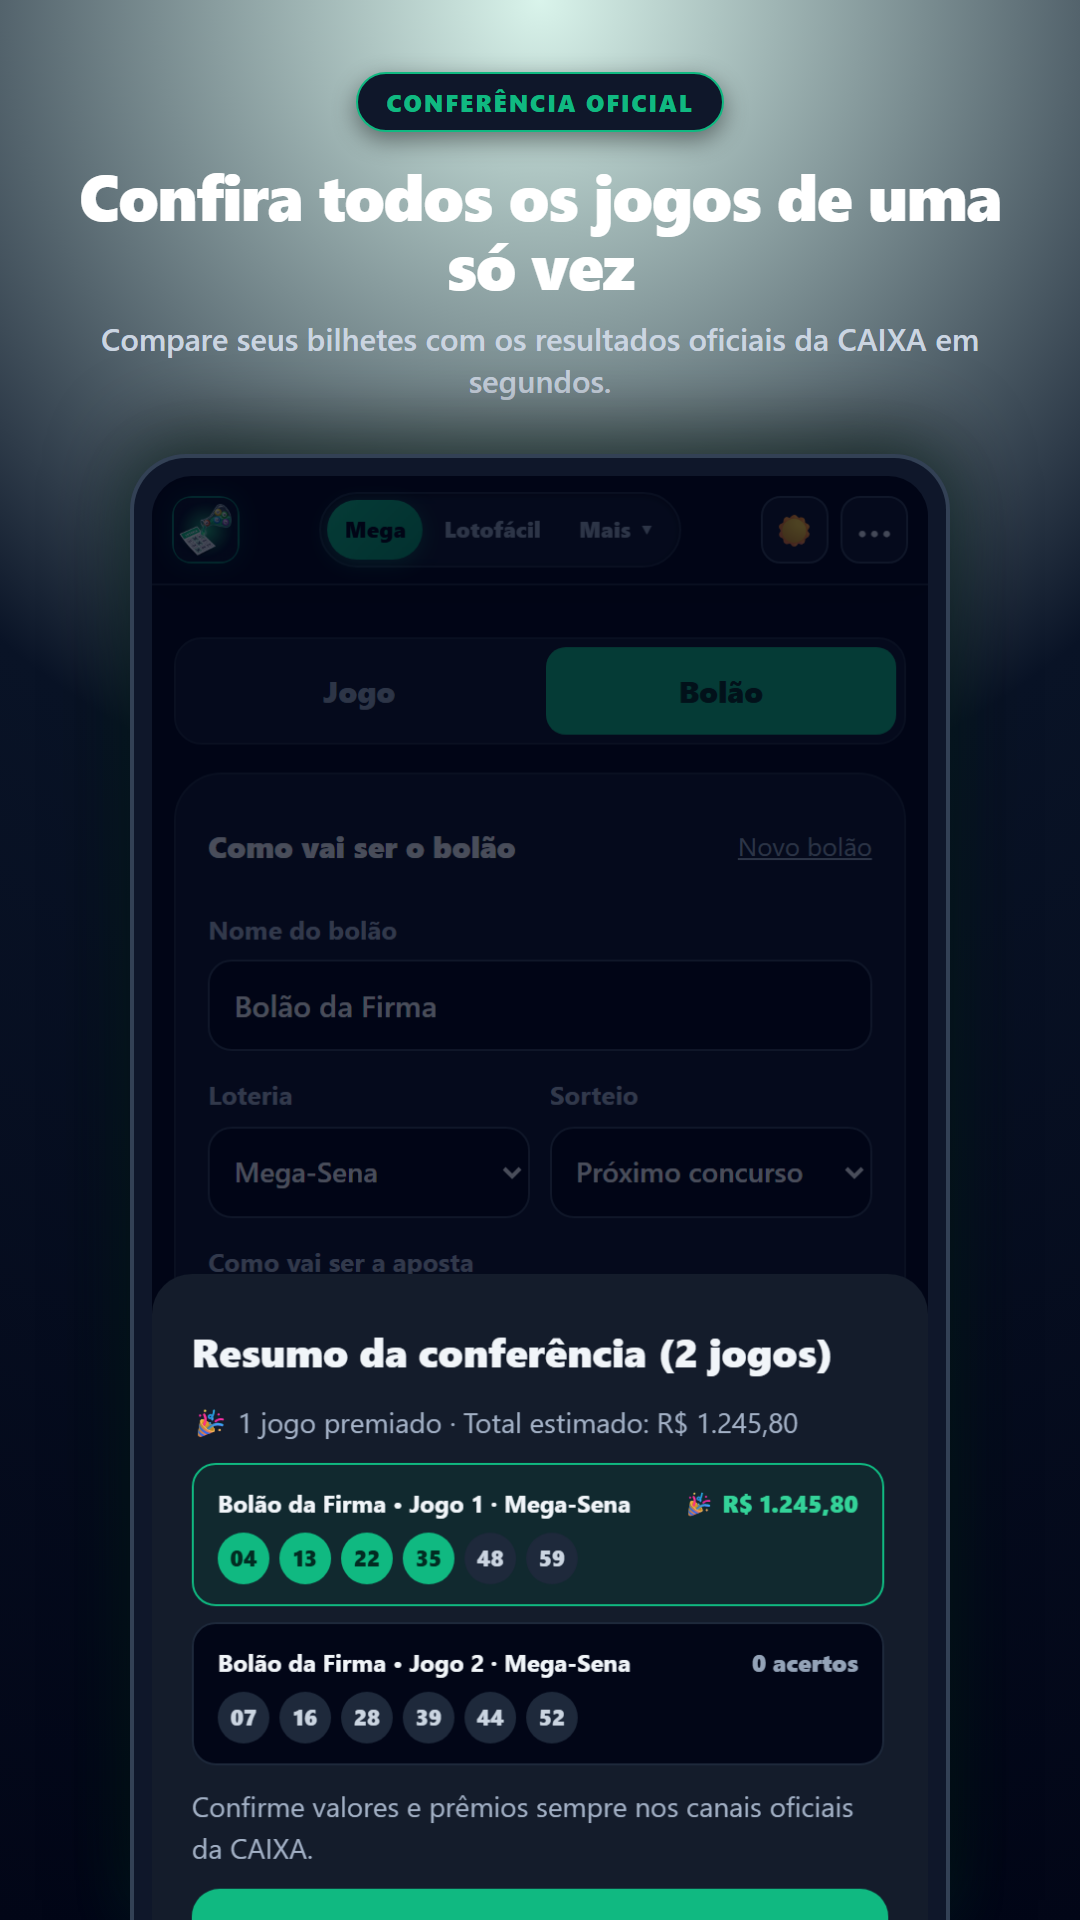 CONFERÊNCIA OFICIAL
Confira todos os jogos de uma
só vez
Compare seus bilhetes com os resultados oficiais da CAIXA em
segundos.
Mega Lotofácil Mais ▼
Jogo Bolão
Como vai ser o bolão Novo bolão
Nome do bolão
Bolão da Firma
Loteria Sorteio
Mega-Sena Próximo concurso
Como vai ser a aposta
Resumo da conferência (2 jogos)
🎉 1 jogo premiado · Total estimado: R$ 1.245,80
Bolão da Firma • Jogo 1 · Mega-Sena 🎉 R$ 1.245,80
04 13 22 35 48 59
Bolão da Firma • Jogo 2 · Mega-Sena 0 acertos
07 16 28 39 44 52
Confirme valores e prêmios sempre nos canais oficiais
da CAIXA.